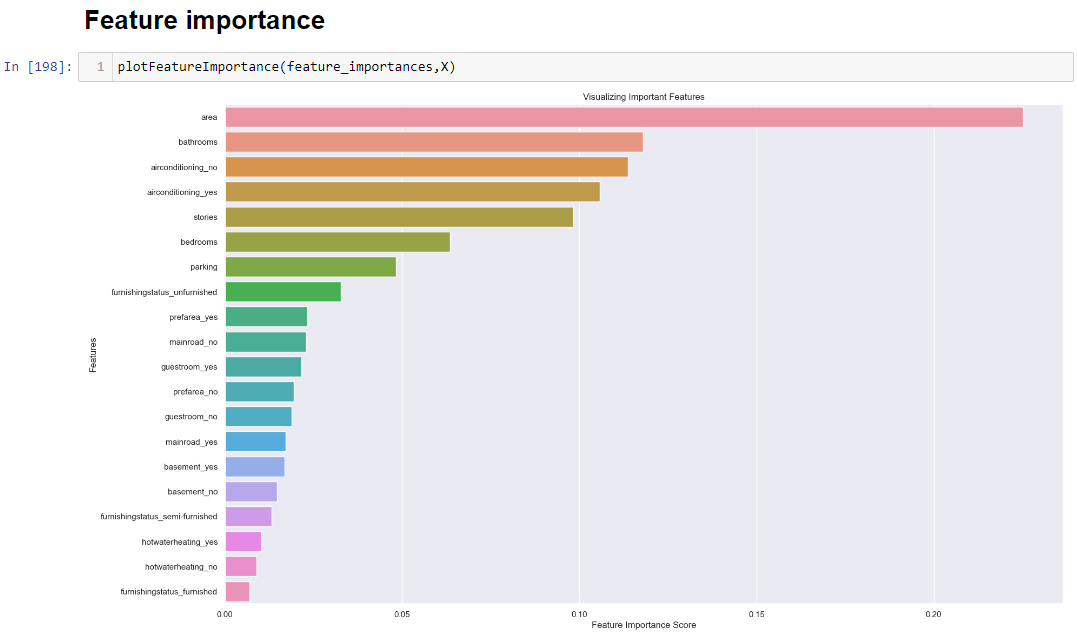 Feature importance
In [198]:
1 plotFeatureImportance(feature_importances,X)
Visualizing Important Features
area
bathrooms
airconditioning_no
airconditioning_yes
stories
bedrooms
parking
furnishingstatus_unfurnished
prefarea_yes
mainroad_no
guestroom_yes
prefarea_no
guestroom_no
mainroad_yes
basement_yes
basement_no
furnishingstatus_semi-furnished
hotwaterheating_yes
hotwaterheating_no
furnishingstatus_furnished
Features
0.00 0.05 0.10 0.15 0.20
Feature Importance Score